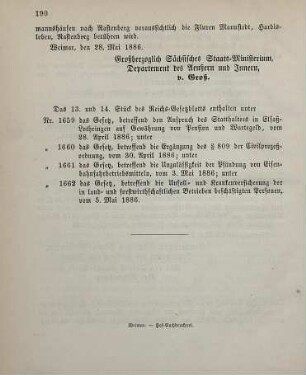 190
mannshausen nach Rastenberg voraussichtlich die Fluren Mannstedt, Hardis-
leben, Rastenberg berühren wird.
Weimar, den 28. Mai 1886.
Großherzoglich Sächsisches Staats-Ministerium,
Departement des Aeußern und Innern,
v. Groß.
Das 13. und 14. Stück des Reichs-Gesetzblatts enthalten unter
Nr. 1659 das Gesetz, betreffend den Anspruch des Statthalters in Elsaß-
Lothringen auf Gewährung von Pension und Wartegeld, vom
28. April 1886; unter
„ 1660 das Gesetz, betreffend die Ergänzung des § 809 der Civilprozeß-
ordnung, vom 30. April 1886; unter
„ 1661 das Gesetz, betreffend die Unzulässigkeit der Pfändung von Eisen-
bahnfahrbetriebsmitteln, vom 3. Mai 1886; unter
„ 1662 das Gesetz, betreffend die Unfall- und Krankenversicherung der
in land- und forstwirthschaftlichen Betrieben beschäftigten Personen,
vom 5. Mai 1886.
Weimar. — Hof-Buchdruckerei.